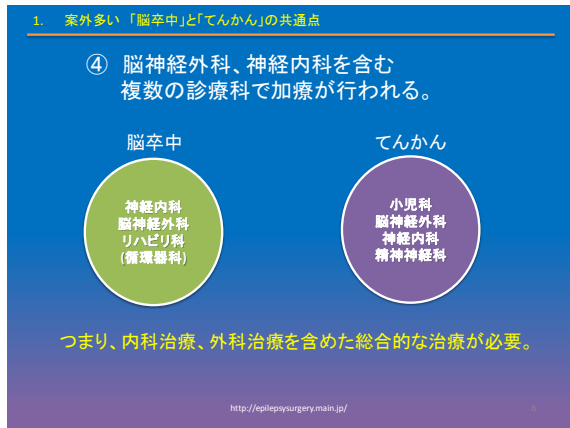 1. 案外多い 「脳卒中」と「てんかん」の共通点
④ 脳神経外科、神経内科を含む
複数の診療科で加療が行われる。
脳卒中
神経内科
脳神経外科
リハビリ科
(循環器科)
てんかん
小児科
脳神経外科
神経内科
精神神経科
つまり、内科治療、外科治療を含めた総合的な治療が必要。
http://epilepsysurgery.main.jp/
6